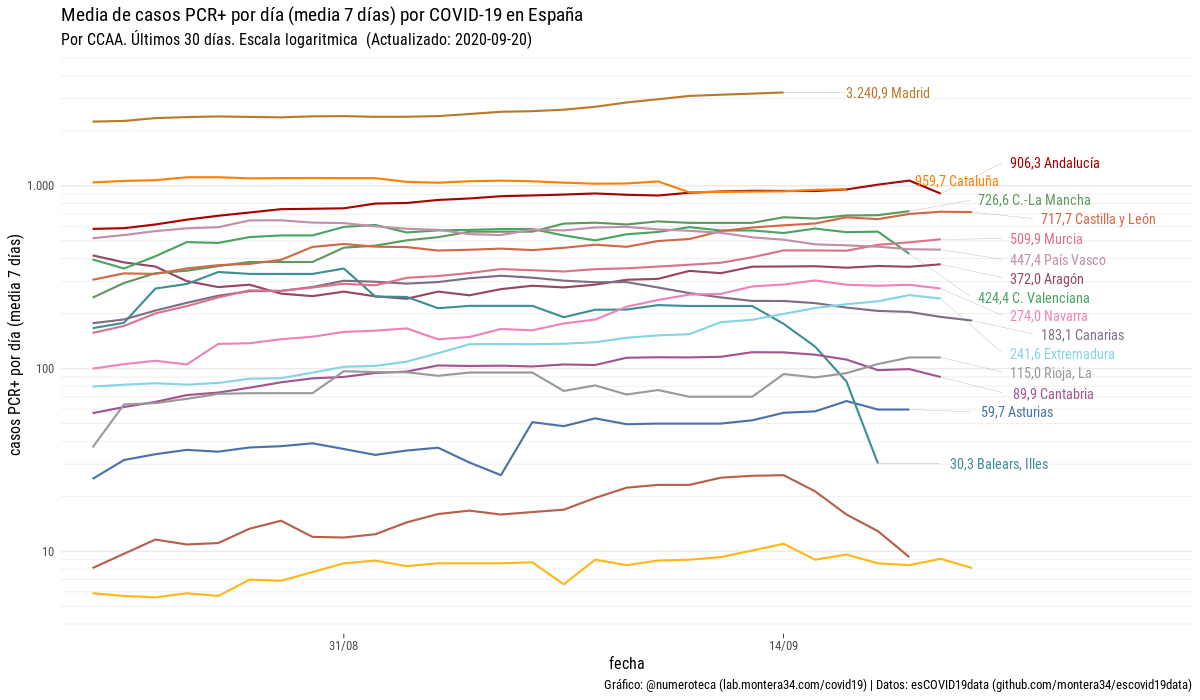 Media de casos PCR+ por día (media 7 días) por COVID-19 en España
Por CCAA. Últimos 30 días. Escala logaritmica  (Actualizado: 2020-09-20)
casos PCR+ por día (media 7 días)
1.000
100
10
3.240,9 Madrid
906,3 Andalucía
959,7 Cataluña
726,6 C.-La Mancha
717,7 Castilla y León
509,9 Murcia
447,4 País Vasco
372,0 Aragón
424,4 C. Valenciana
274,0 Navarra
183,1 Canarias
241,6 Extremadura
115,0 Rioja, La
89,9 Cantabria
59,7 Asturias
30,3 Balears, Illes
31/08
14/09
fecha
Gráfico: @numeroteca (lab.montera34.com/covid19) | Datos: esCOVID19data (github.com/montera34/escovid19data)